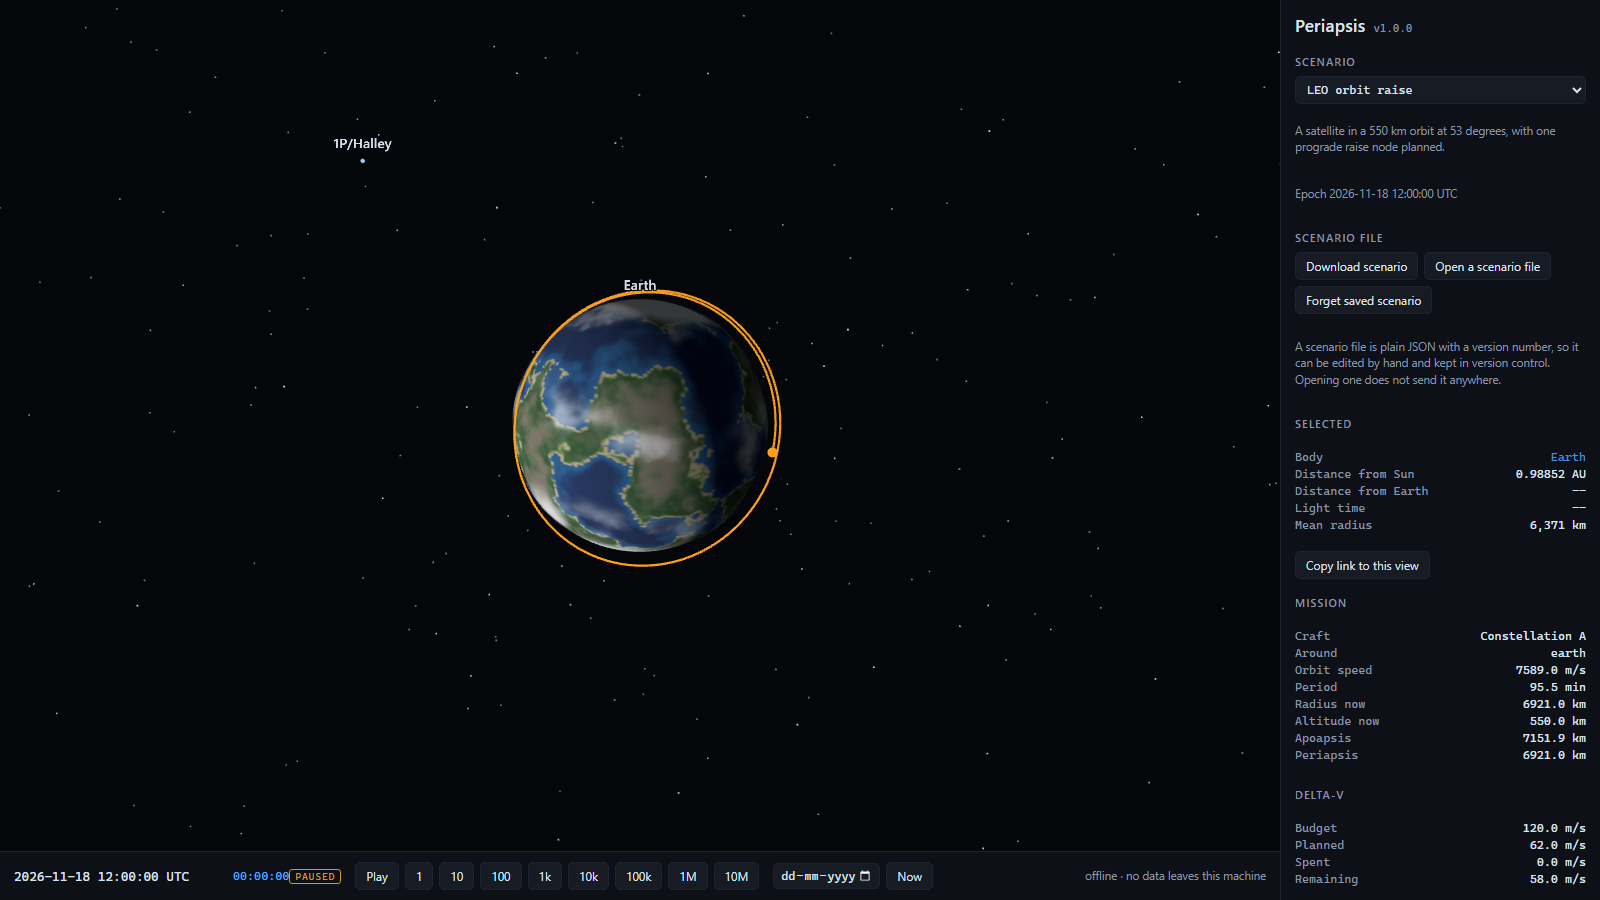 1P/Halley
Earth
Periapsis v1.0.0
SCENARIO
LEO orbit raise
A satellite in a 550 km orbit at 53 degrees, with one
prograde raise node planned.
Epoch 2026-11-18 12:00:00 UTC
SCENARIO FILE
Download scenario
Open a scenario file
Forget saved scenario
A scenario file is plain JSON with a version number, so it
can be edited by hand and kept in version control.
Opening one does not send it anywhere.
SELECTED
Body Earth
Distance from Sun 0.98852 AU
Distance from Earth --
Light time --
Mean radius 6,371 km
Copy link to this view
MISSION
Craft Constellation A
Around earth
Orbit speed 7589.0 m/s
Period 95.5 min
Radius now 6921.0 km
Altitude now 550.0 km
Apoapsis 7151.9 km
Periapsis 6921.0 km
DELTA-V
Budget 120.0 m/s
Planned 62.0 m/s
Spent 0.0 m/s
Remaining 58.0 m/s
2026-11-18 12:00:00 UTC 00:00:00 PAUSED Play 1 10 100 1k 10k 100k 1M 10M dd-mm-yyyy Now offline · no data leaves this machine